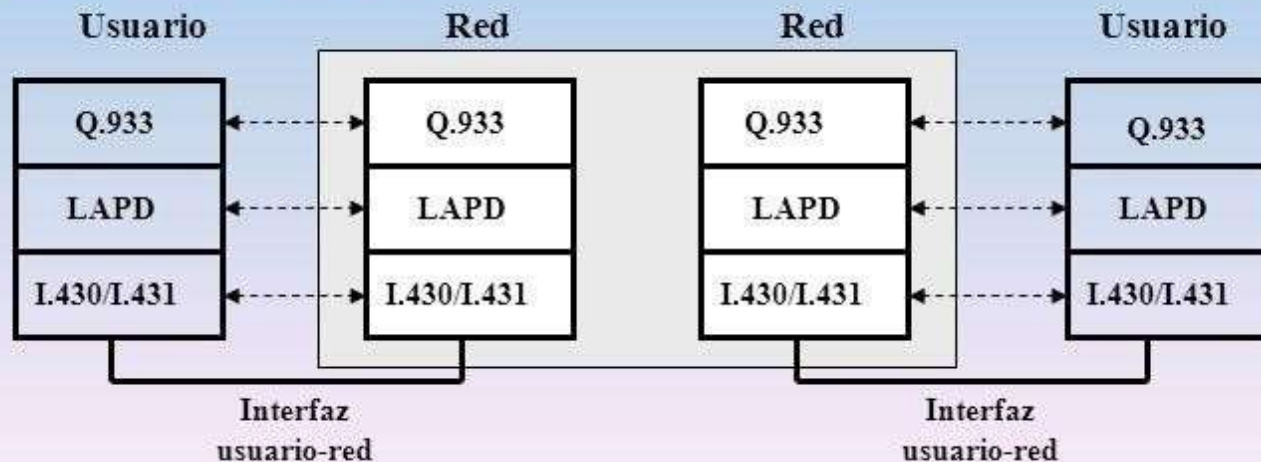 Usuario Red Red Usuario
Q.933 Q.933 Q.933 Q.933
LAPD LAPD LAPD LAPD
I.430/I.431 I.430/I.431 I.430/I.431 I.430/I.431
Interfaz Interfaz
usuario-red usuario-red